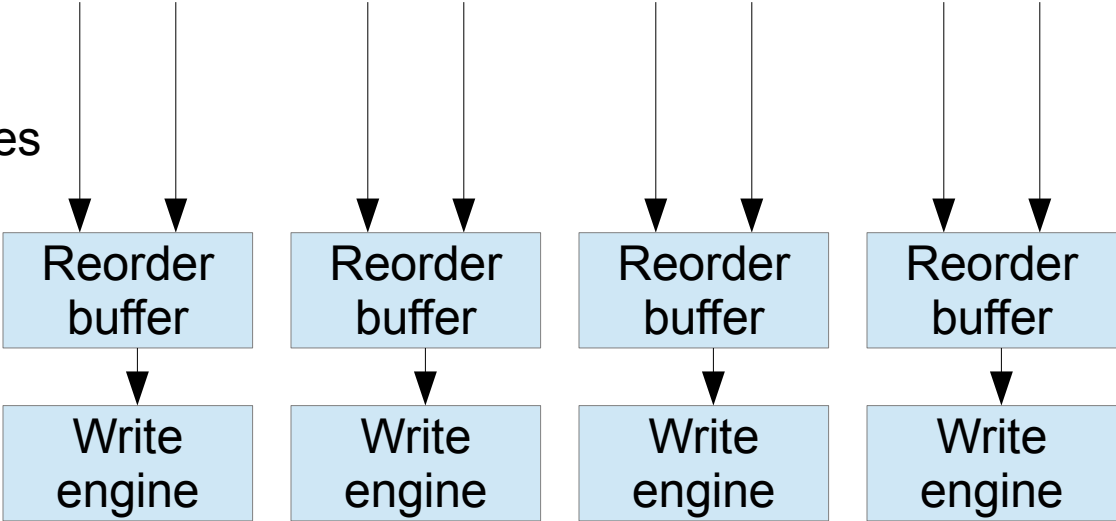 es
Reorder
buffer
Reorder
buffer
Reorder
buffer
Reorder
buffer
Write
engine
Write
engine
Write
engine
Write
engine